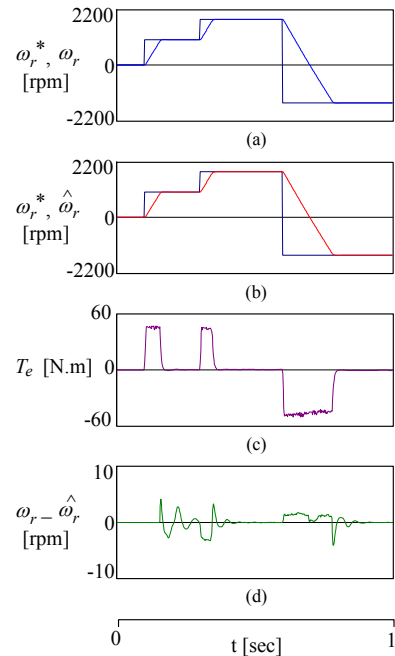 2200
ω_r*, ω_r
0
[rpm]
-2200
(a)
2200
ω_r*, ω̂_r
0
[rpm]
-2200
(b)
60
T_e [N.m]
0
-60
(c)
10
ω_r – ω̂_r
0
[rpm]
-10
(d)
0
1
t [sec]